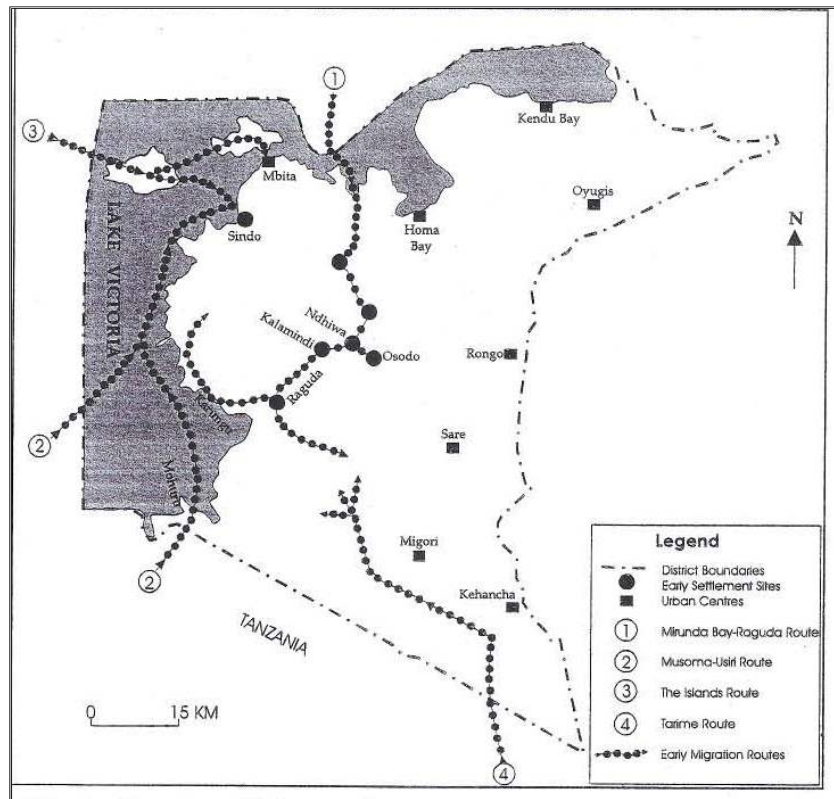 1
3
Kendu Bay
Mbita
Oyugis
Sindo
Homa
Bay
N
LAKE VICTORIA
Ndhiwa
Kalamindi
Osodo
Rongo
Raguda
Karungu
2
Sare
Mohuru
Migori
2
Kehancha
TANZANIA
0 15 KM
4
Legend
District Boundaries
Early Settlement Sites
Urban Centres
1 Mirunda Bay-Raguda Route
2 Musoma-Usiri Route
3 The Islands Route
4 Tarime Route
Early Migration Routes